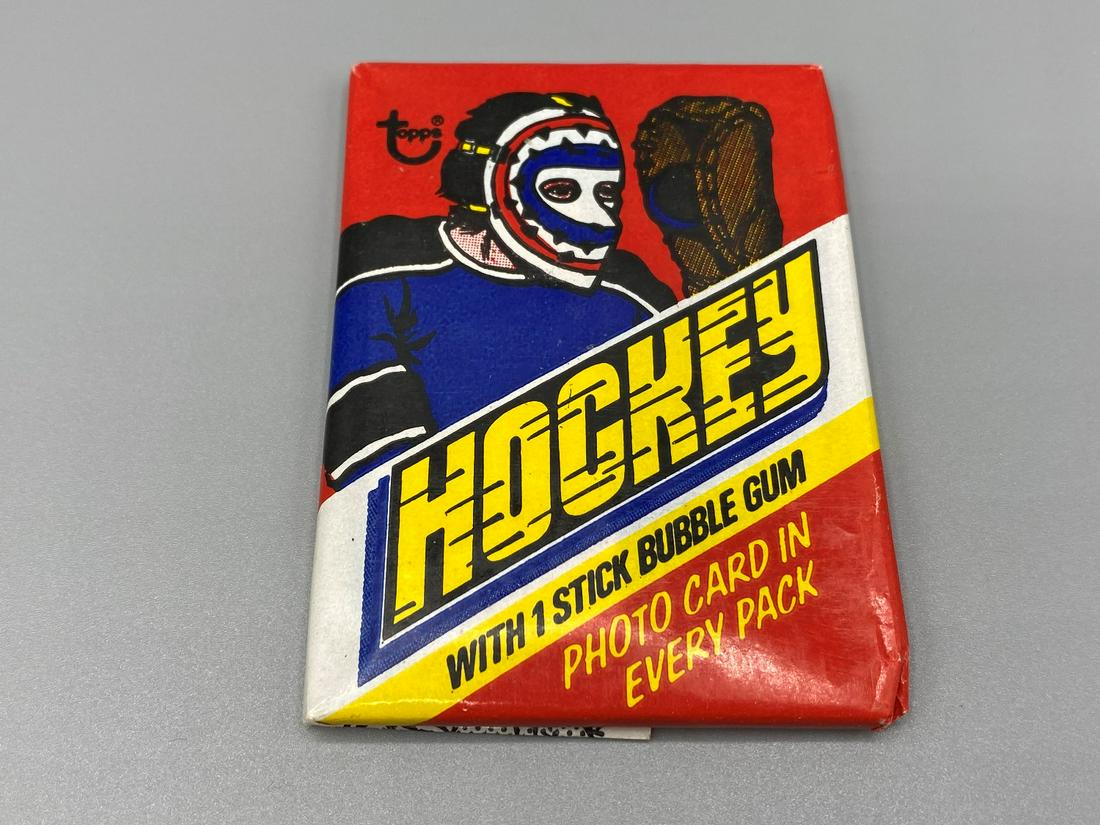 topps®
HOCKEY
WITH 1 STICK BUBBLE GUM
PHOTO CARD IN
EVERY PACK